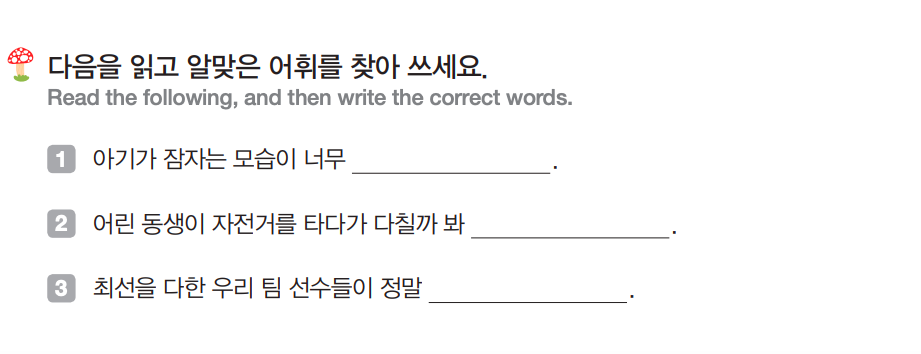 다음을 읽고 알맞은 어휘를 찾아 쓰세요.
Read the following, and then write the correct words.
1 아기가 잠자는 모습이 너무 ____________.
2 어린 동생이 자전거를 타다가 다칠까 봐 ____________.
3 최선을 다한 우리 팀 선수들이 정말 ____________.